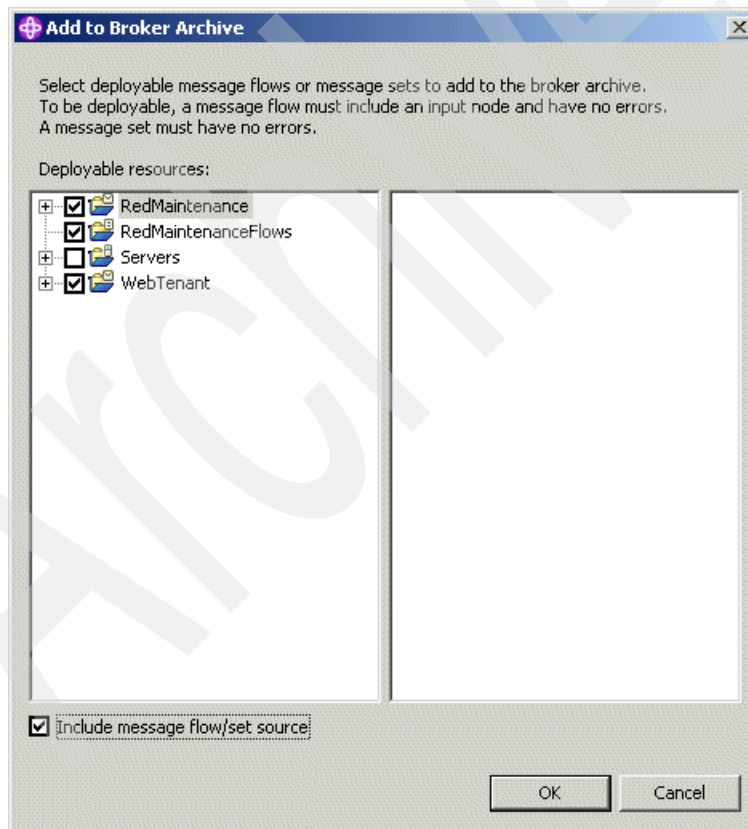 Add to Broker Archive
Select deployable message flows or message sets to add to the broker archive.
To be deployable, a message flow must include an input node and have no errors.
A message set must have no errors.
Deployable resources:
RedMaintenance
RedMaintenanceFlows
Servers
WebTenant
Include message flow/set source
OK Cancel